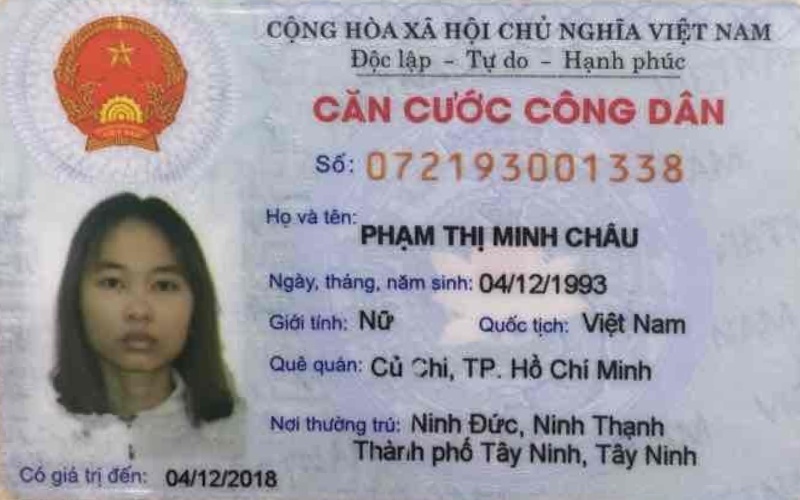 CỘNG HÒA XÃ HỘI CHỦ NGHĨA VIỆT NAM
Độc lập - Tự do - Hạnh phúc
CĂN CƯỚC CÔNG DÂN
Số: 072193001338
Họ và tên: PHẠM THỊ MINH CHÂU
Ngày, tháng, năm sinh: 04/12/1993
Giới tính: Nữ Quốc tịch: Việt Nam
Quê quán: Củ Chi, TP. Hồ Chí Minh
Nơi thường trú: Ninh Đức, Ninh Thạnh
Thành phố Tây Ninh, Tây Ninh
Có giá trị đến: 04/12/2018
VIỆT NAM